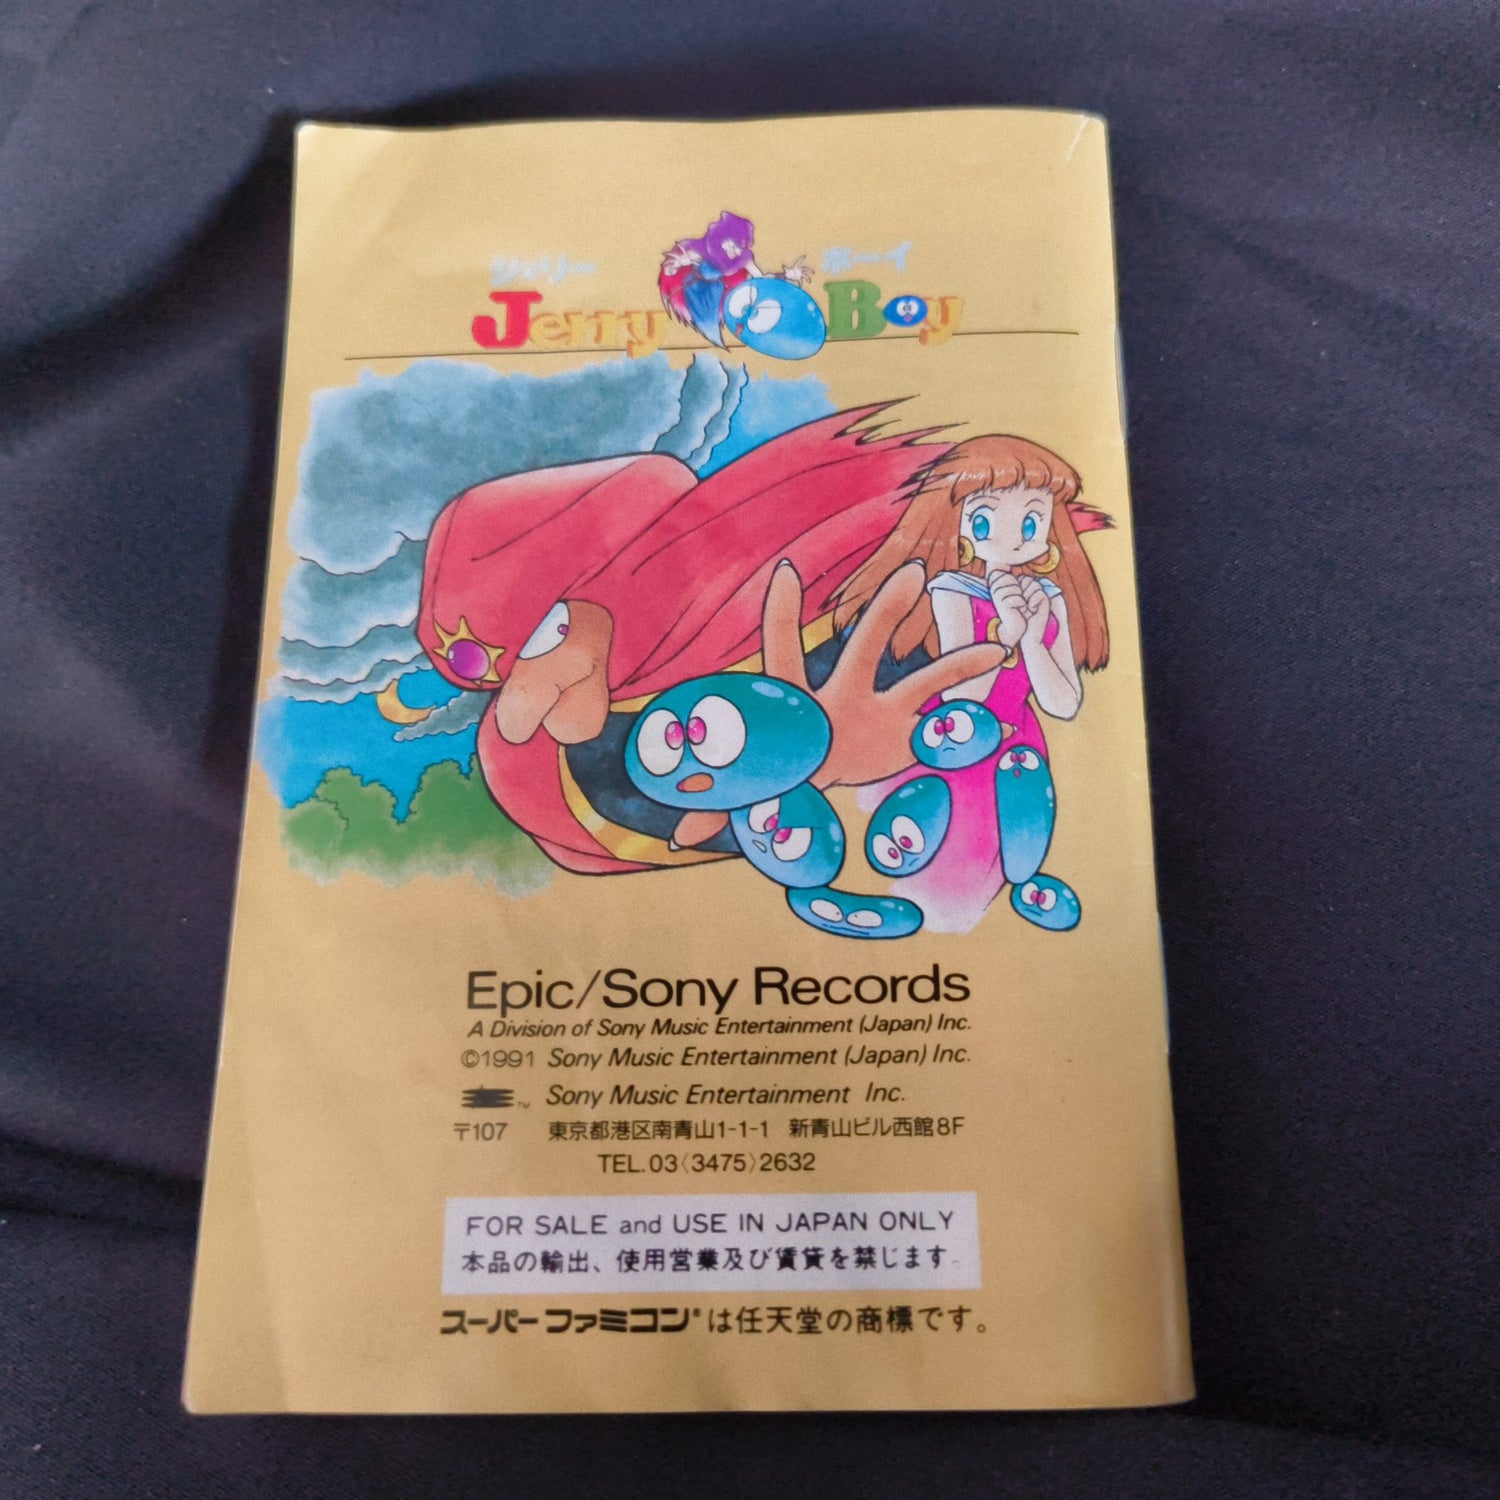 ジェリー ボーイ
Jerry Boy
Epic/Sony Records
A Division of Sony Music Entertainment (Japan) Inc.
©1991 Sony Music Entertainment (Japan) Inc.
™ Sony Music Entertainment Inc.
〒107 東京都港区南青山1-1-1 新青山ビル西館8F
TEL.03〈3475〉2632
FOR SALE and USE IN JAPAN ONLY
本品の輸出、使用営業及び賃貸を禁じます。
スーパーファミコン®は任天堂の商標です。